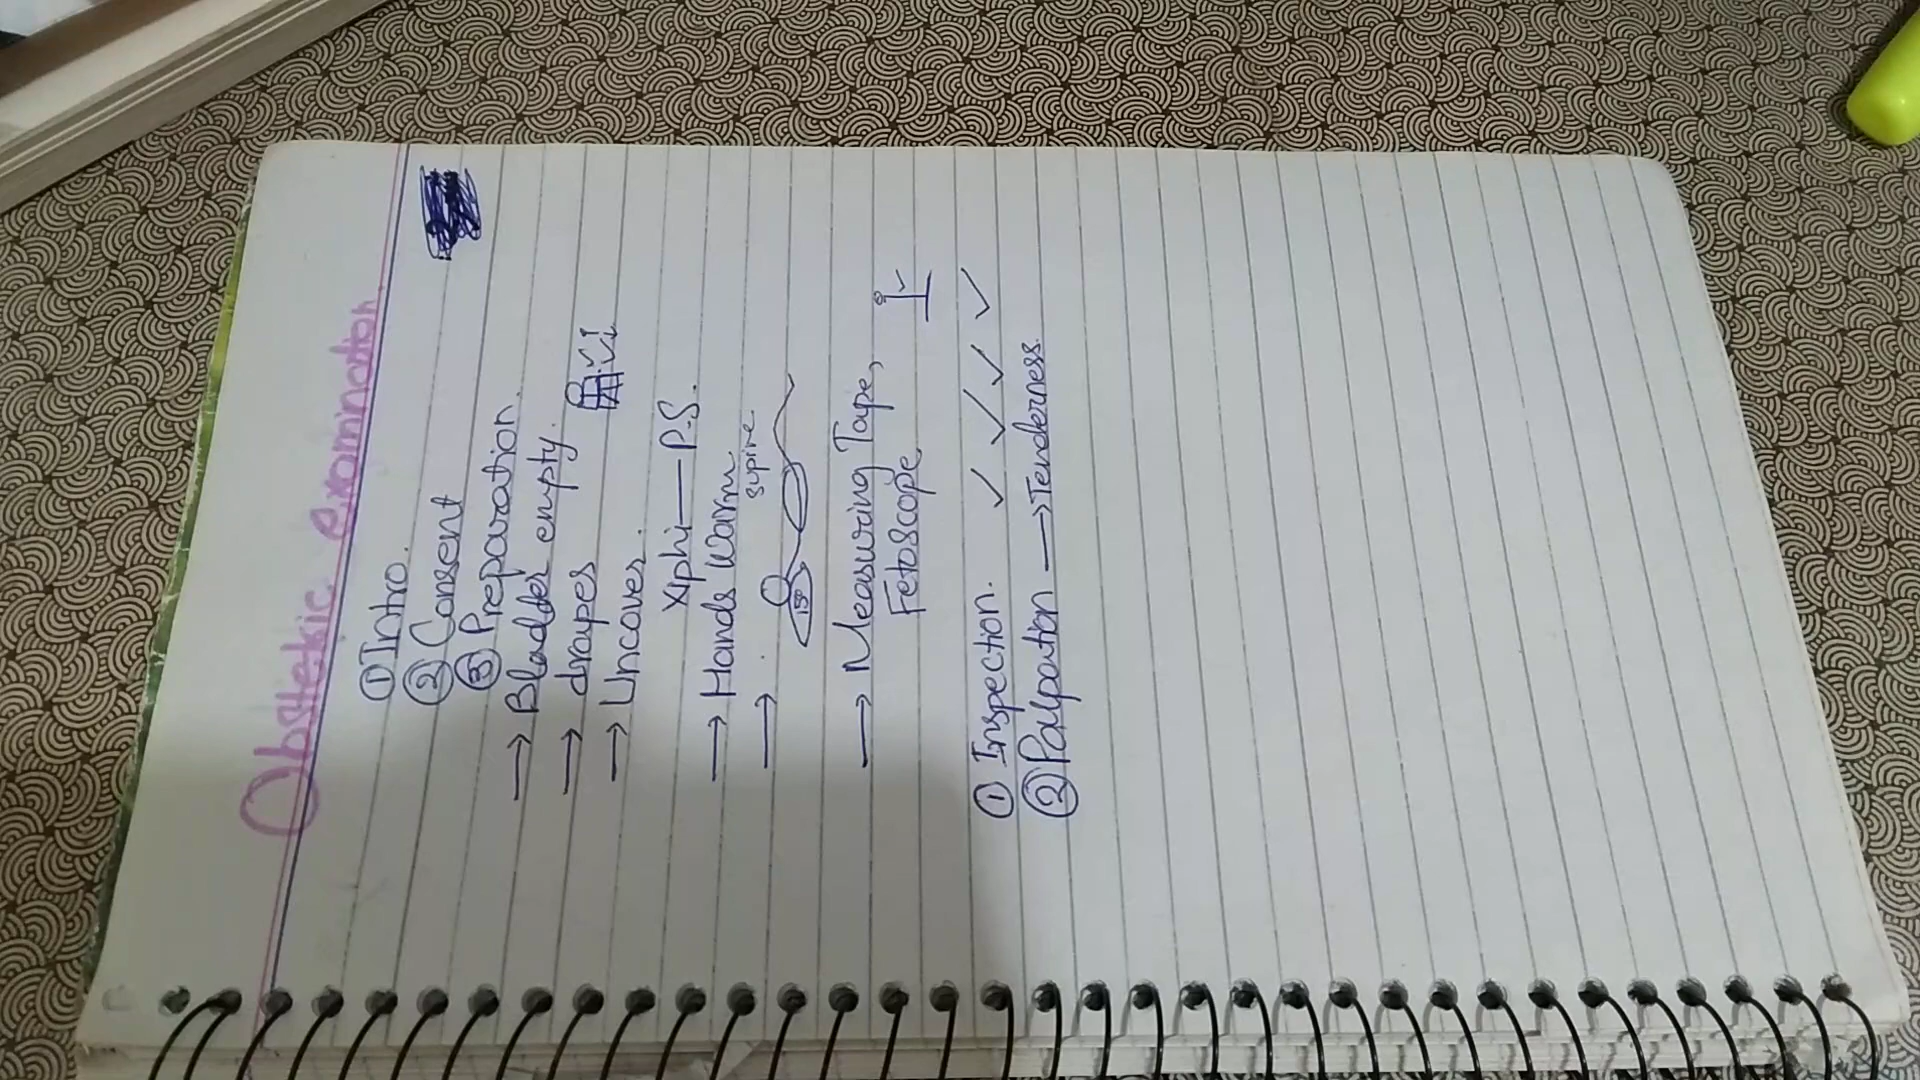 Obstetric examination.
① Intro.
② Consent
③ Preparation.
→ Bladder empty.
→ drapes
→ Uncover.
Xiphi — P.S.
→ Hands Warm.
supine
→ 15°
→ Measuring Tape,
Fetoscope
① Inspection. ✓ ✓ ✓ ✓
② Palpation → Tenderness.